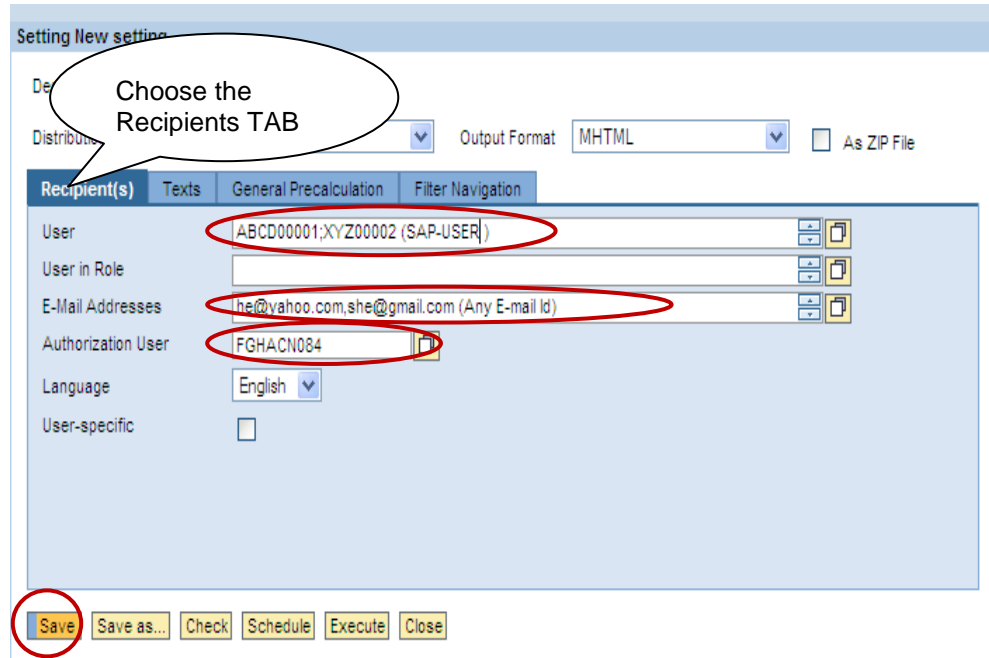 Setting New setting
De
Choose the
Recipients TAB
Output Format MHTML As ZIP File
Recipient(s) Texts General Precalculation Filter Navigation
User ABCD00001;XYZ00002 (SAP-USER )
User in Role
E-Mail Addresses he@yahoo.com,she@gmail.com (Any E-mail Id)
Authorization User FGHACN084
Language English
User-specific
Save Save as... Check Schedule Execute Close